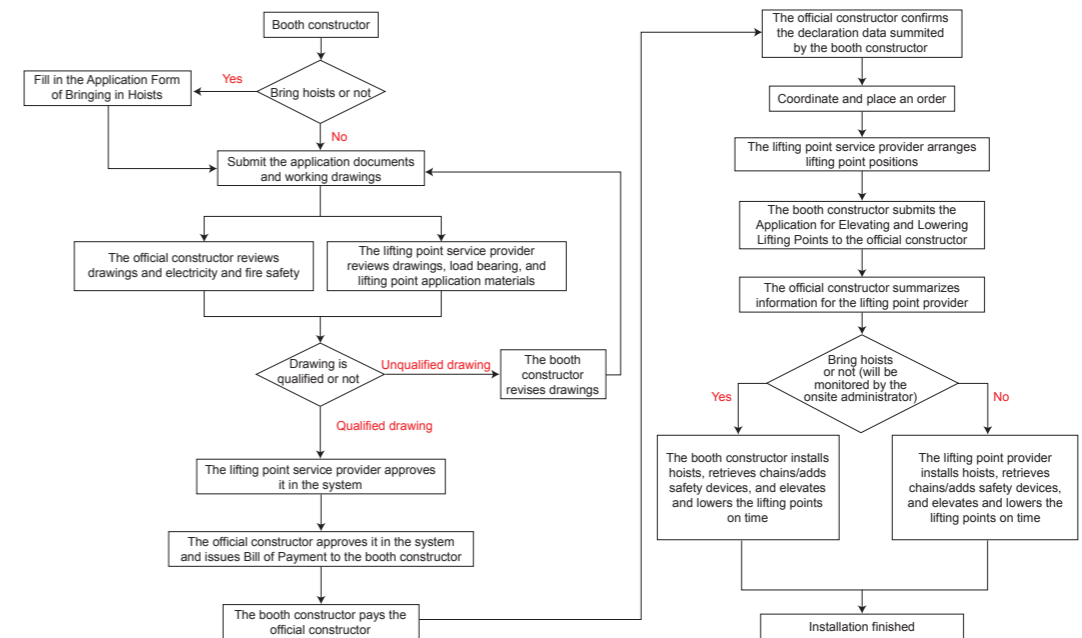 Booth constructor
Bring hoists or not
Yes
Fill in the Application Form
of Bringing in Hoists
No
Submit the application documents
and working drawings
The official constructor reviews
drawings and electricity and fire safety
The lifting point service provider
reviews drawings, load bearing, and
lifting point application materials
Drawing is
qualified or not
Unqualified drawing
The booth
constructor
revises drawings
Qualified drawing
The lifting point service provider approves
it in the system
The official constructor approves it in the system
and issues Bill of Payment to the booth constructor
The booth constructor pays the
official constructor
The official constructor confirms
the declaration data summited
by the booth constructor
Coordinate and place an order
The lifting point service provider arranges
lifting point positions
The booth constructor submits the
Application for Elevating and Lowering
Lifting Points to the official constructor
The official constructor summarizes
information for the lifting point provider
Bring hoists
or not (will be
monitored by the
onsite administrator)
Yes
No
The booth constructor installs
hoists, retrieves chains/adds
safety devices, and elevates
and lowers the lifting points
on time
The lifting point provider
installs hoists, retrieves
chains/adds safety devices,
and elevates and lowers the
lifting points on time
Installation finished